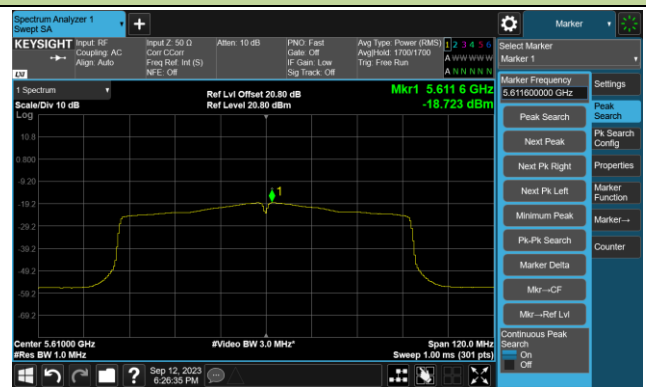 Spectrum Analyzer 1
Swept SA
Marker
KEYSIGHT
Input: RF
Coupling: AC
Align: Auto
Input Z: 50 Ω
Corr CCorr
Freq Ref: Int (S)
NFE: Off
Atten: 10 dB
PNO: Fast
Gate: Off
IF Gain: Low
Sig Track: Off
Avg Type: Power (RMS)
Avg|Hold: 1700/1700
Trig: Free Run
1 2 3 4 5 6
A W W W W W
A N N N N N
LXI
Select Marker
Marker 1
1 Spectrum
Scale/Div 10 dB
Log
Ref Lvl Offset 20.80 dB
Ref Level 20.80 dBm
Mkr1 5.611 6 GHz
-18.723 dBm
10.8
0.800
-9.20
-19.2
-29.2
-39.2
-49.2
-59.2
-69.2
1
Center 5.61000 GHz
#Res BW 1.0 MHz
#Video BW 3.0 MHz*
Span 120.0 MHz
Sweep 1.00 ms (301 pts)
Marker Frequency
5.611600000 GHz
Peak Search
Next Peak
Next Pk Right
Next Pk Left
Minimum Peak
Pk-Pk Search
Marker Delta
Mkr→CF
Mkr→Ref Lvl
Continuous Peak
Search
On
Off
Settings
Peak
Search
Pk Search
Config
Properties
Marker
Function
Marker→
Counter
?
Sep 12, 2023
6:26:35 PM